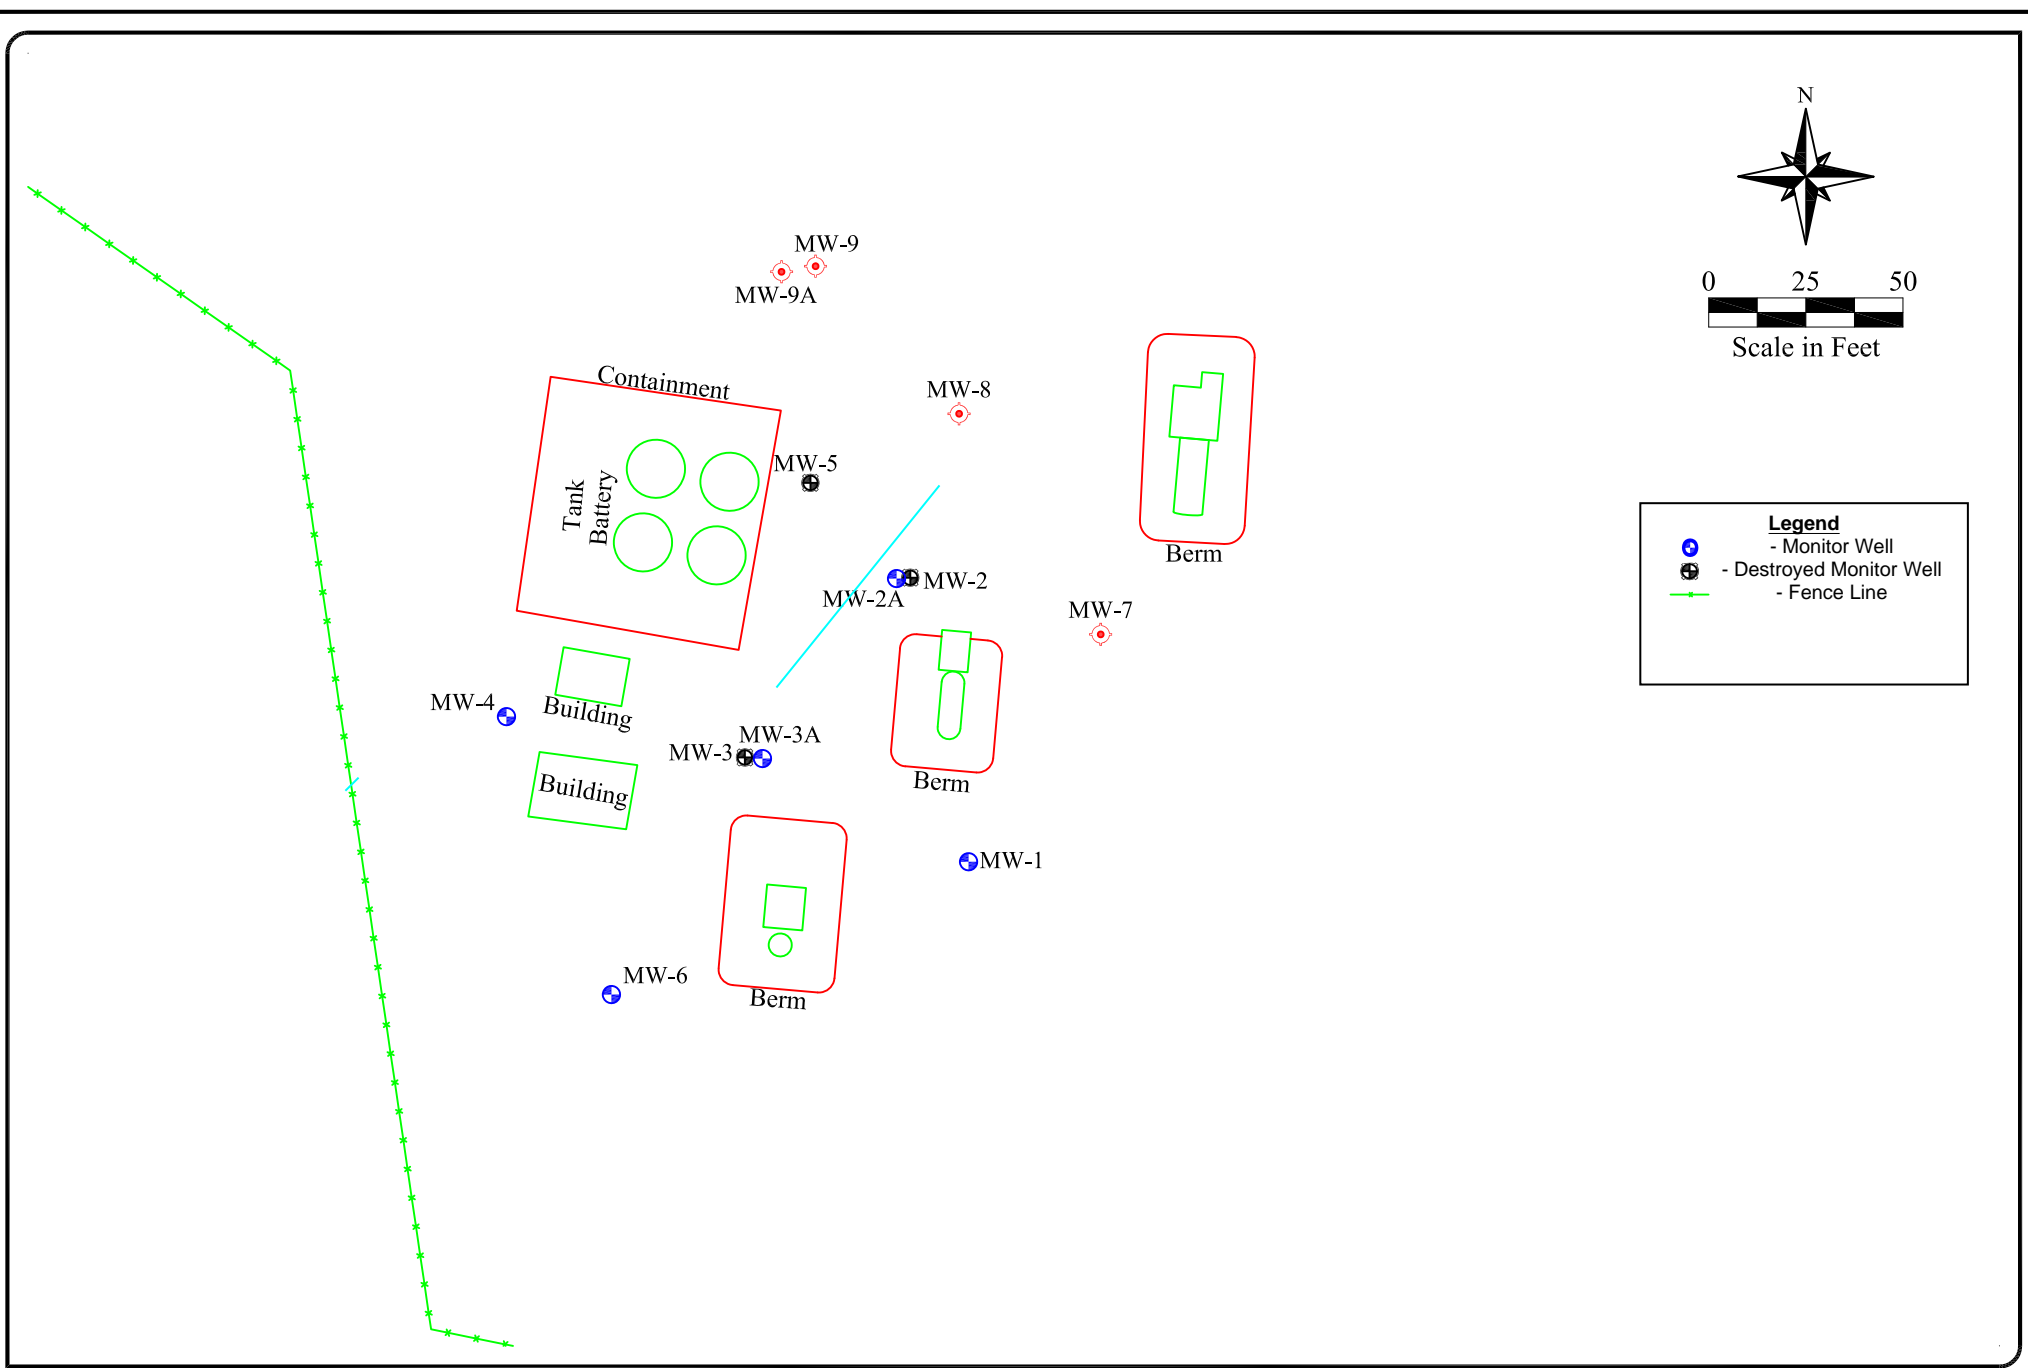 N
0 25 50
Scale in Feet
MW-9
MW-9A
Containment
MW-8
MW-5
Tank
Battery
Legend
- Monitor Well
- Destroyed Monitor Well
- Fence Line
Berm
MW-2
MW-2A
MW-7
MW-4
Building
MW-3A
MW-3
Building
Berm
MW-1
MW-6
Berm